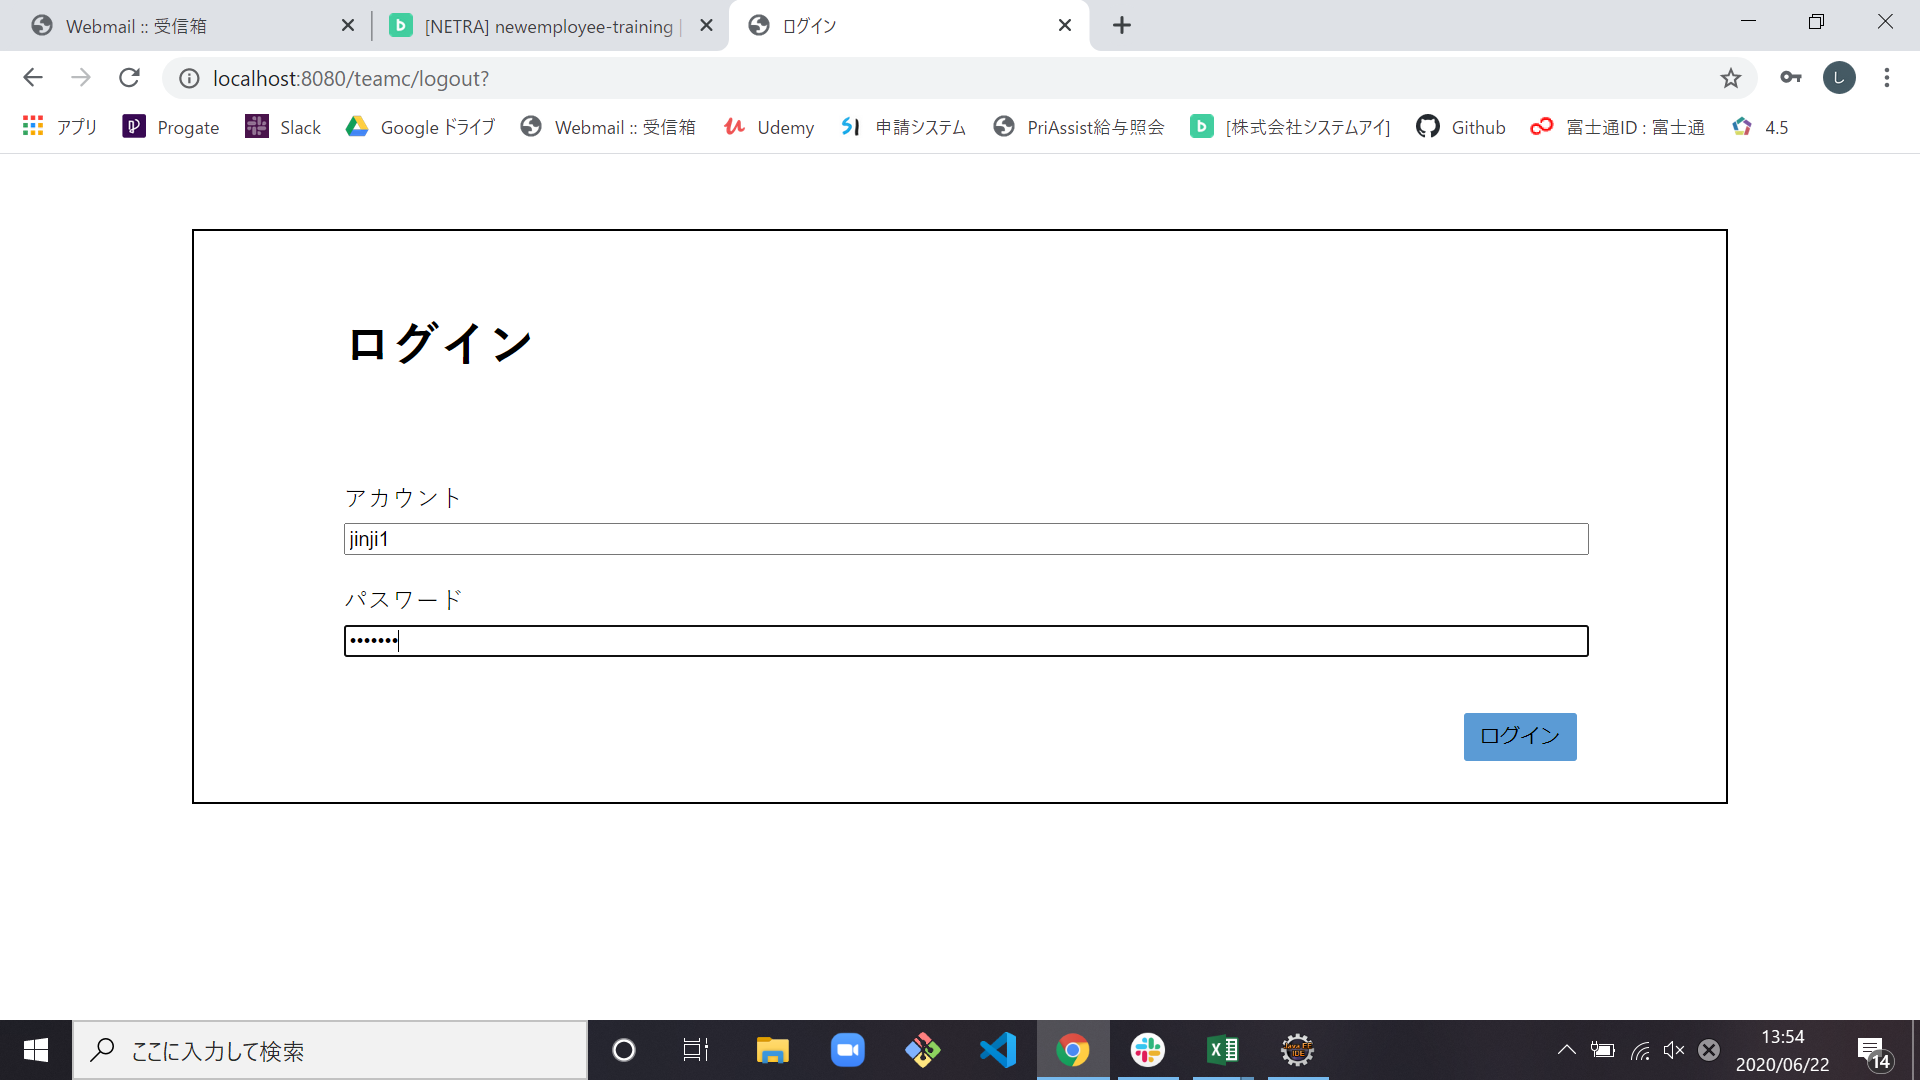 Webmail :: 受信箱
[NETRA] newemployee-training |
ログイン
localhost:8080/teamc/logout?
し
アプリ
Progate
Slack
Google ドライブ
Webmail :: 受信箱
Udemy
申請システム
PriAssist給与照会
[株式会社システムアイ]
Github
富士通ID : 富士通
4.5
ログイン
アカウント
jinji1
パスワード
•••••••
ログイン
ここに入力して検索
Java EE
IDE
13:54
2020/06/22
14